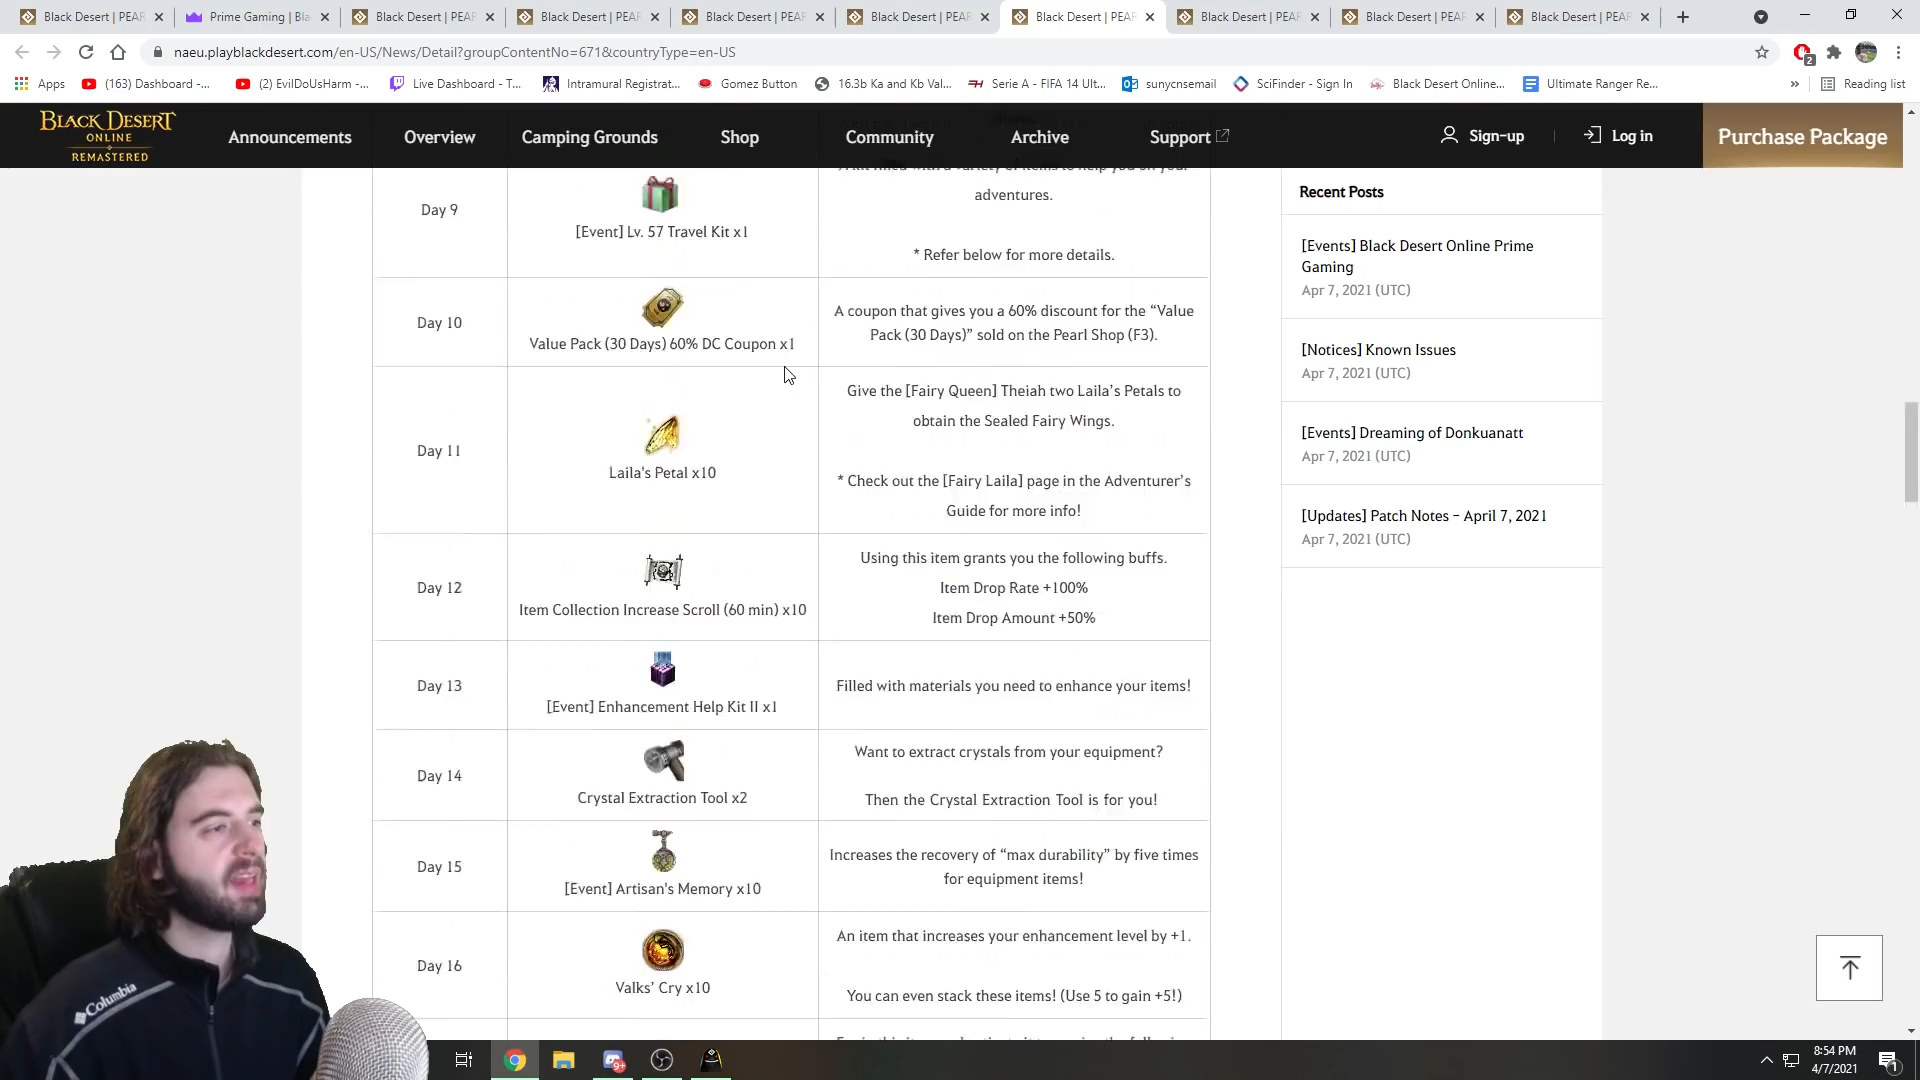 Black Desert | PEAR
Prime Gaming | Bla
Black Desert | PEAR
Black Desert | PEAR
Black Desert | PEAR
Black Desert | PEAR
Black Desert | PEAR
Black Desert | PEAR
Black Desert | PEAR
Black Desert | PEAR
naeu.playblackdesert.com/en-US/News/Detail?groupContentNo=671&countryType=en-US
2
Apps
(163) Dashboard -...
(2) EvilDoUsHarm -...
Live Dashboard - T...
Intramural Registrat...
Gomez Button
16.3b Ka and Kb Val...
Serie A - FIFA 14 Ult...
sunycnsemail
SciFinder - Sign In
Black Desert Online...
Ultimate Ranger Re...
»
Reading list
BLACK DESERT
ONLINE
REMASTERED
Announcements
Overview
Camping Grounds
Shop
Community
Archive
Support
Sign-up
Log in
Purchase Package
Day 9
[Event] Lv. 57 Travel Kit x1
A kit filled with a variety of items to help you on your
adventures.
* Refer below for more details.
Day 10
Value Pack (30 Days) 60% DC Coupon x1
A coupon that gives you a 60% discount for the “Value
Pack (30 Days)” sold on the Pearl Shop (F3).
Day 11
Laila's Petal x10
Give the [Fairy Queen] Theiah two Laila’s Petals to
obtain the Sealed Fairy Wings.
* Check out the [Fairy Laila] page in the Adventurer’s
Guide for more info!
Day 12
Item Collection Increase Scroll (60 min) x10
Using this item grants you the following buffs.
Item Drop Rate +100%
Item Drop Amount +50%
Day 13
[Event] Enhancement Help Kit II x1
Filled with materials you need to enhance your items!
Day 14
Crystal Extraction Tool x2
Want to extract crystals from your equipment?
Then the Crystal Extraction Tool is for you!
Day 15
[Event] Artisan's Memory x10
Increases the recovery of “max durability” by five times
for equipment items!
Day 16
Valks’ Cry x10
An item that increases your enhancement level by +1.
You can even stack these items! (Use 5 to gain +5!)
Recent Posts
[Events] Black Desert Online Prime
Gaming
Apr 7, 2021 (UTC)
[Notices] Known Issues
Apr 7, 2021 (UTC)
[Events] Dreaming of Donkuanatt
Apr 7, 2021 (UTC)
[Updates] Patch Notes – April 7, 2021
Apr 7, 2021 (UTC)
Columbia
9+
8:54 PM
4/7/2021
1